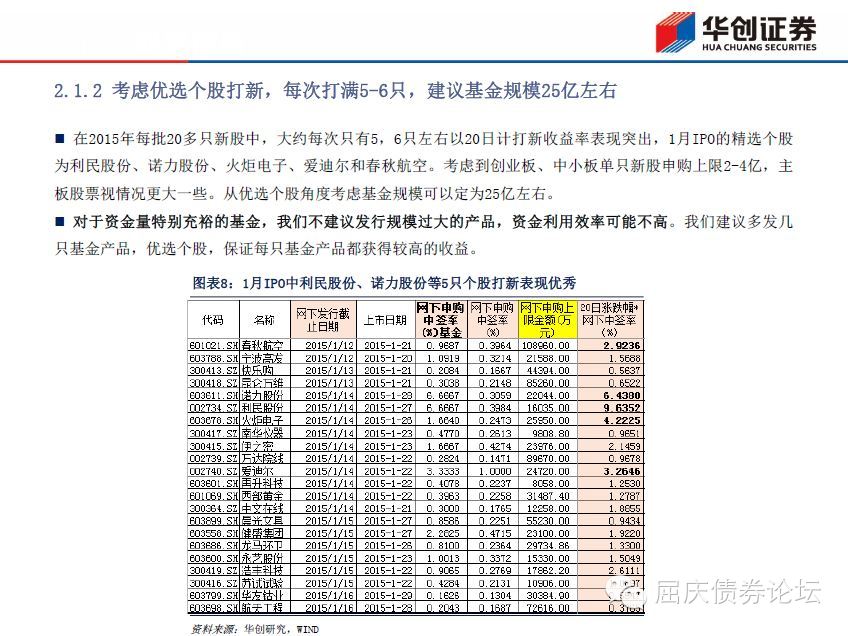 华创证券
HUA CHUANG SECURITIES
2.1.2 考虑优选个股打新，每次打满5-6只，建议基金规模25亿左右
■ 在2015年每批20多只新股中，大约每次只有5，6只左右以20日计打新收益率表现突出，1月IPO的精选个股
为利民股份、诺力股份、火炬电子、爱迪尔和春秋航空。考虑到创业板、中小板单只新股申购上限2-4亿，主
板股票视情况更大一些。从优选个股角度考虑基金规模可以定为25亿左右。
■ 对于资金量特别充裕的基金，我们不建议发行规模过大的产品，资金利用效率可能不高。我们建议多发几
只基金产品，优选个股，保证每只基金产品都获得较高的收益。
图表8：1月IPO中利民股份、诺力股份等5只个股打新表现优秀
代码 名称 网下发行截止日期 上市日期 网下申购中签率(%)基金 网下申购中签率(%) 网下申购上限金额(万元) 20日涨跌幅*网下中签率(%)
601021.SH 春秋航空 2015/1/12 2015-1-21 0.9687 0.3964 108960.00 2.9236
603788.SH 宁波高发 2015/1/12 2015-1-20 1.0919 0.3214 21588.00 1.5688
300413.SZ 快乐购 2015/1/13 2015-1-21 0.2084 0.1667 44394.00 0.5637
300418.SZ 昆仑万维 2015/1/13 2015-1-21 0.3038 0.2148 85260.00 0.6522
603611.SH 诺力股份 2015/1/14 2015-1-28 6.6667 0.3059 22044.00 6.4380
002734.SZ 利民股份 2015/1/14 2015-1-27 6.6667 0.3984 16035.00 9.6352
603678.SH 火炬电子 2015/1/14 2015-1-26 1.6640 0.2473 25950.00 4.2225
300417.SZ 南华仪器 2015/1/14 2015-1-23 0.4770 0.2613 9808.80 0.9651
300415.SZ 伊之密 2015/1/14 2015-1-23 1.6667 0.4274 23976.00 2.1459
002739.SZ 万达院线 2015/1/14 2015-1-22 0.2824 0.1471 89670.00 0.9678
002740.SZ 爱迪尔 2015/1/14 2015-1-22 3.3333 1.0000 24720.00 3.2646
603601.SH 再升科技 2015/1/14 2015-1-22 0.4078 0.2237 8058.00 1.2530
601069.SH 西部黄金 2015/1/14 2015-1-22 0.3963 0.2258 31487.40 1.2787
300364.SZ 中文在线 2015/1/14 2015-1-21 0.3000 0.1765 12258.00 1.0655
603899.SH 晨光文具 2015/1/15 2015-1-27 0.8586 0.2251 55230.00 0.9434
603558.SH 健盛集团 2015/1/15 2015-1-27 2.2625 0.4715 23100.00 1.9220
603686.SH 龙马环卫 2015/1/15 2015-1-26 0.8100 0.2364 29734.86 1.3300
603600.SH 永艺股份 2015/1/15 2015-1-23 1.0013 0.3372 15330.00 1.5049
300419.SZ 浩丰科技 2015/1/15 2015-1-22 0.9065 0.2769 17862.20 2.6111
300416.SZ 苏试试验 2015/1/15 2015-1-22 0.4284 0.2131 10906.00
603799.SH 华友钴业 2015/1/16 2015-1-29 0.1626 0.1304 30384.90
603698.SH 航天工程 2015/1/16 2015-1-28 0.2043 0.1687 72616.00
屈庆债券论坛
资料来源：华创研究，WIND